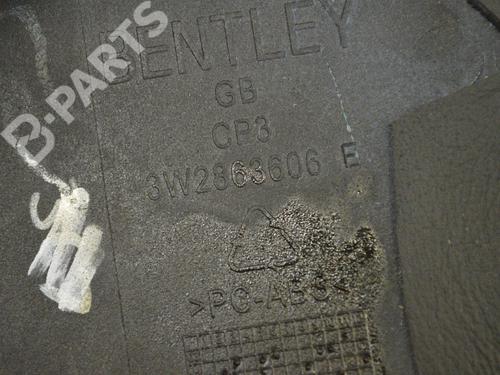 BENTLEY
GB
CP3
3W2863606 E
>PC-ABS<
B-PARTS